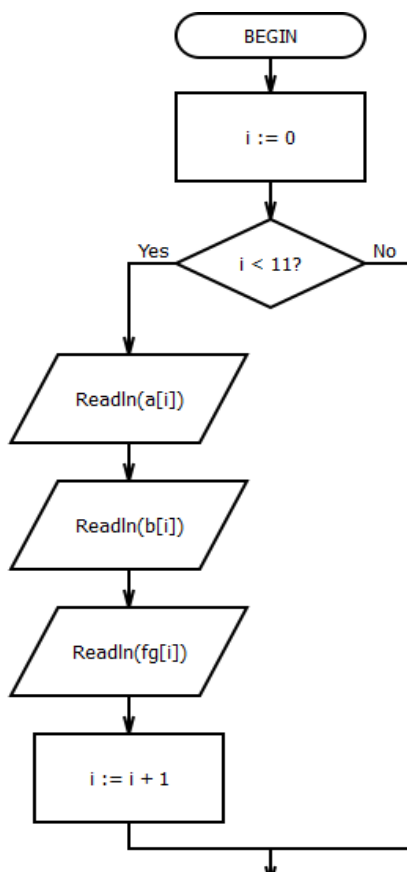 BEGIN
i := 0
Yes
i < 11?
No
Readln(a[i])
Readln(b[i])
Readln(fg[i])
i := i + 1